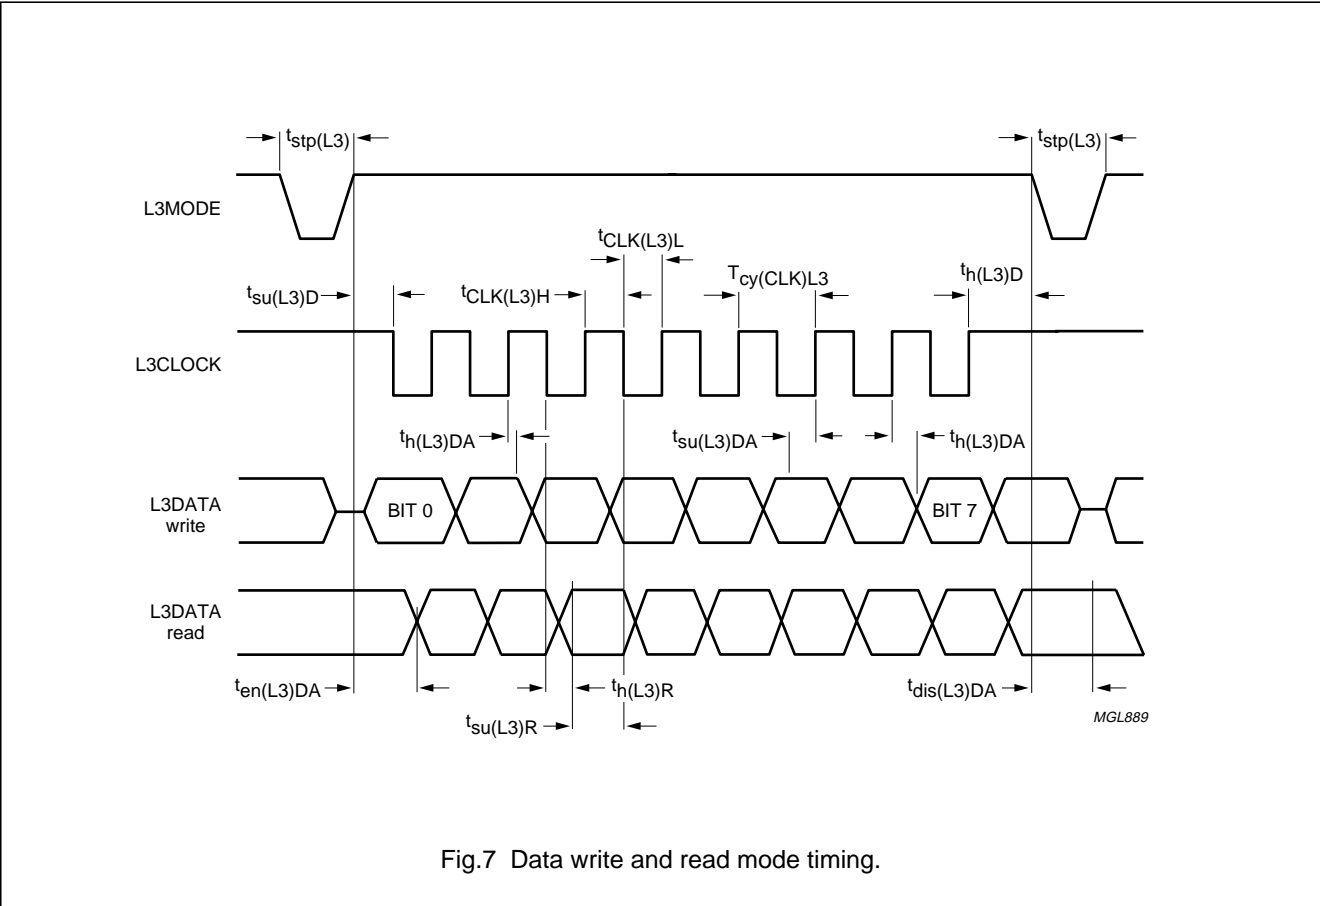 tstp(L3) tstp(L3)
L3MODE
tCLK(L3)L
tsu(L3)D tCLK(L3)H Tcy(CLK)L3 th(L3)D
L3CLOCK
th(L3)DA tsu(L3)DA th(L3)DA
L3DATA
write
BIT 0 BIT 7
L3DATA
read
ten(L3)DA th(L3)R tdis(L3)DA
tsu(L3)R
MGL889
Fig.7 Data write and read mode timing.